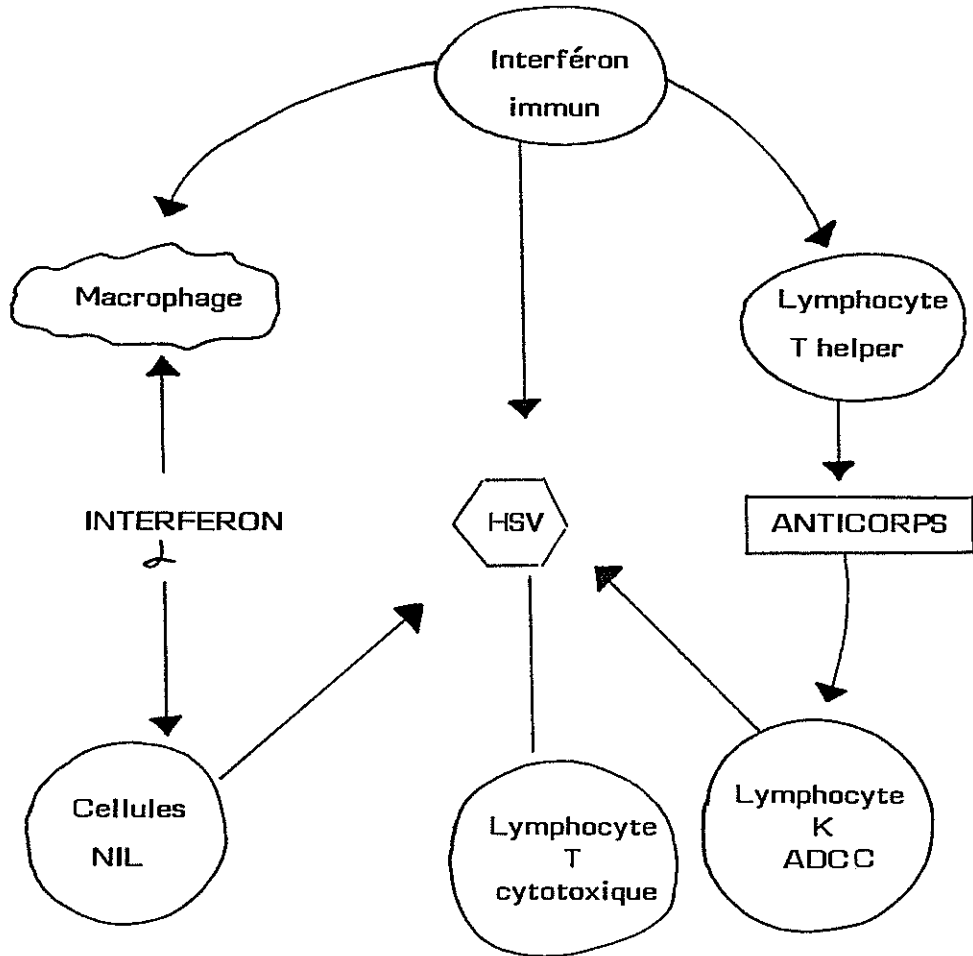 Interféron
immun
Macrophage
Lymphocyte
T helper
INTERFERON
α
HSV
ANTICORPS
Cellules
NIL
Lymphocyte
T
cytotoxique
Lymphocyte
K
ADCC